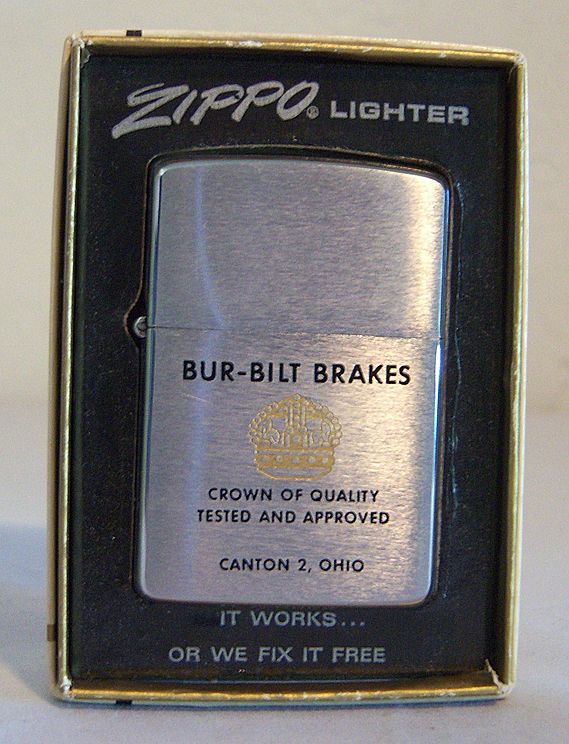 ZIPPO® LIGHTER
BUR-BILT BRAKES
CROWN OF QUALITY
TESTED AND APPROVED
CANTON 2, OHIO
IT WORKS...
OR WE FIX IT FREE